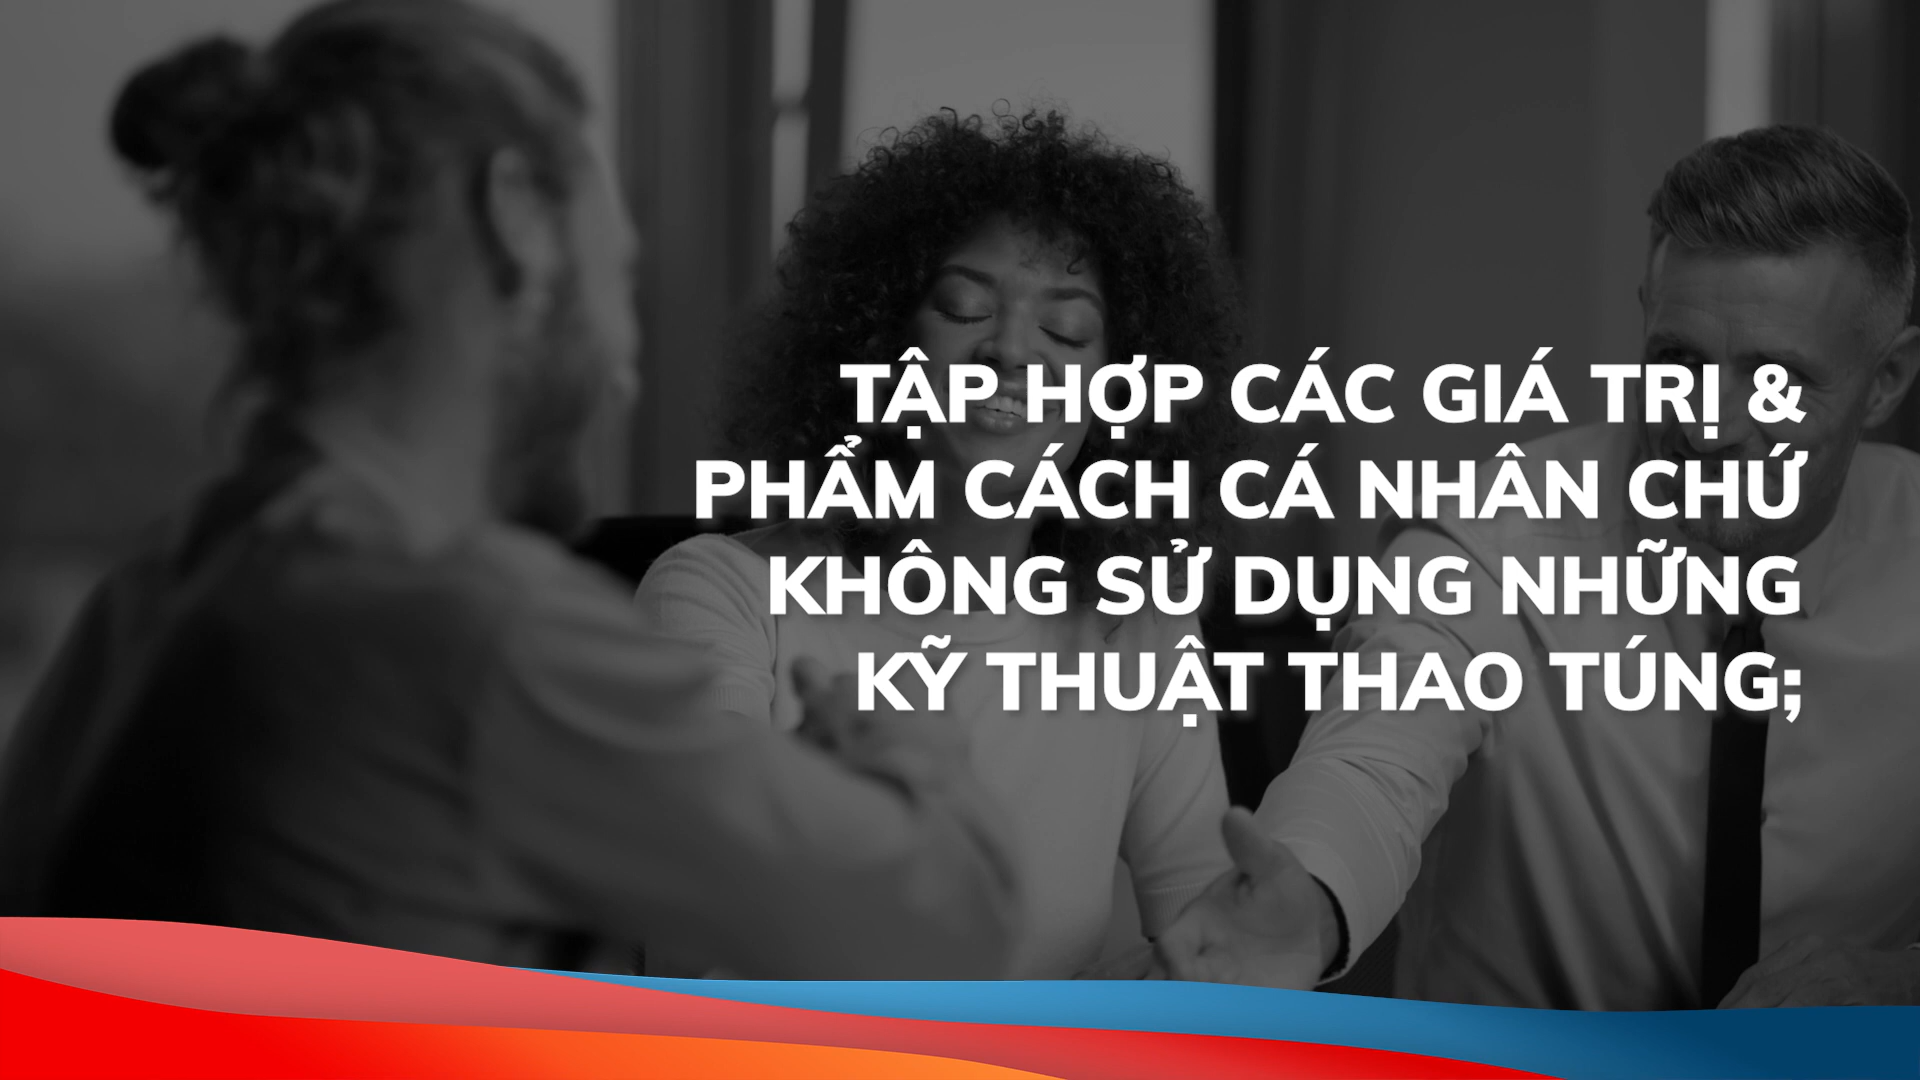 TẬP HỢP CÁC GIÁ TRỊ &
PHẨM CÁCH CÁ NHÂN CHỨ
KHÔNG SỬ DỤNG NHỮNG
KỸ THUẬT THAO TÚNG;